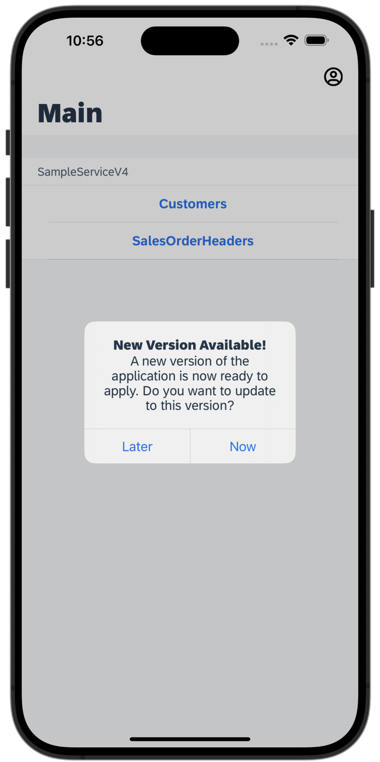 10:56
Main
SampleServiceV4
Customers
SalesOrderHeaders
New Version Available!
A new version of the
application is now ready to
apply. Do you want to update
to this version?
Later
Now